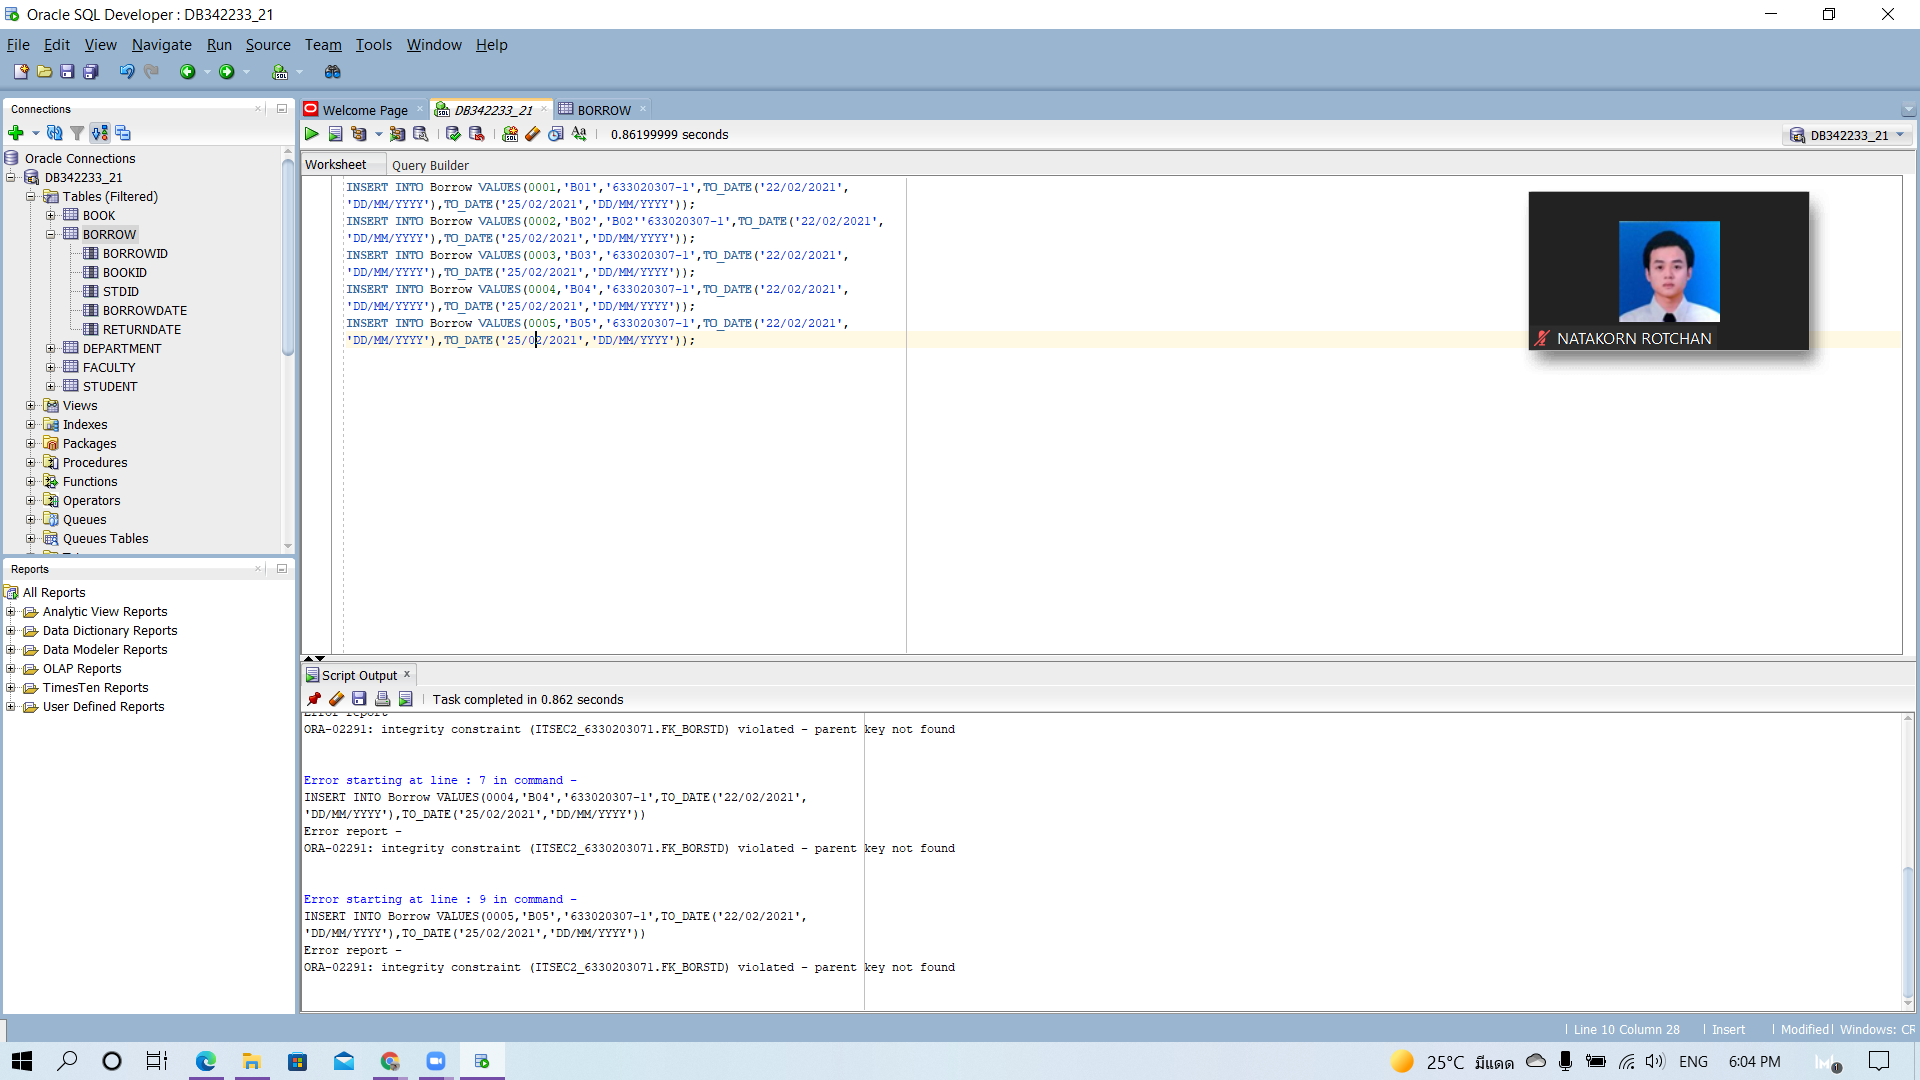 Oracle SQL Developer : DB342233_21
File Edit View Navigate Run Source Team Tools Window Help
Connections
Oracle Connections
DB342233_21
Tables (Filtered)
BOOK
BORROW
BORROWID
BOOKID
STDID
BORROWDATE
RETURNDATE
DEPARTMENT
FACULTY
STUDENT
Views
Indexes
Packages
Procedures
Functions
Operators
Queues
Queues Tables
Reports
All Reports
Analytic View Reports
Data Dictionary Reports
Data Modeler Reports
OLAP Reports
TimesTen Reports
User Defined Reports
Welcome Page DB342233_21 BORROW
0.86199999 seconds
DB342233_21
Worksheet Query Builder
INSERT INTO Borrow VALUES(0001,'B01','633020307-1',TO_DATE('22/02/2021',
'DD/MM/YYYY'),TO_DATE('25/02/2021','DD/MM/YYYY'));
INSERT INTO Borrow VALUES(0002,'B02','B02''633020307-1',TO_DATE('22/02/2021',
'DD/MM/YYYY'),TO_DATE('25/02/2021','DD/MM/YYYY'));
INSERT INTO Borrow VALUES(0003,'B03','633020307-1',TO_DATE('22/02/2021',
'DD/MM/YYYY'),TO_DATE('25/02/2021','DD/MM/YYYY'));
INSERT INTO Borrow VALUES(0004,'B04','633020307-1',TO_DATE('22/02/2021',
'DD/MM/YYYY'),TO_DATE('25/02/2021','DD/MM/YYYY'));
INSERT INTO Borrow VALUES(0005,'B05','633020307-1',TO_DATE('22/02/2021',
'DD/MM/YYYY'),TO_DATE('25/02/2021','DD/MM/YYYY'));
NATAKORN ROTCHAN
Script Output
Task completed in 0.862 seconds
Error report -
ORA-02291: integrity constraint (ITSEC2_6330203071.FK_BORSTD) violated - parent key not found
Error starting at line : 7 in command -
INSERT INTO Borrow VALUES(0004,'B04','633020307-1',TO_DATE('22/02/2021',
'DD/MM/YYYY'),TO_DATE('25/02/2021','DD/MM/YYYY'))
Error report -
ORA-02291: integrity constraint (ITSEC2_6330203071.FK_BORSTD) violated - parent key not found
Error starting at line : 9 in command -
INSERT INTO Borrow VALUES(0005,'B05','633020307-1',TO_DATE('22/02/2021',
'DD/MM/YYYY'),TO_DATE('25/02/2021','DD/MM/YYYY'))
Error report -
ORA-02291: integrity constraint (ITSEC2_6330203071.FK_BORSTD) violated - parent key not found
Line 10 Column 28 Insert Modified Windows: CR
25°C มีแดด ENG 6:04 PM